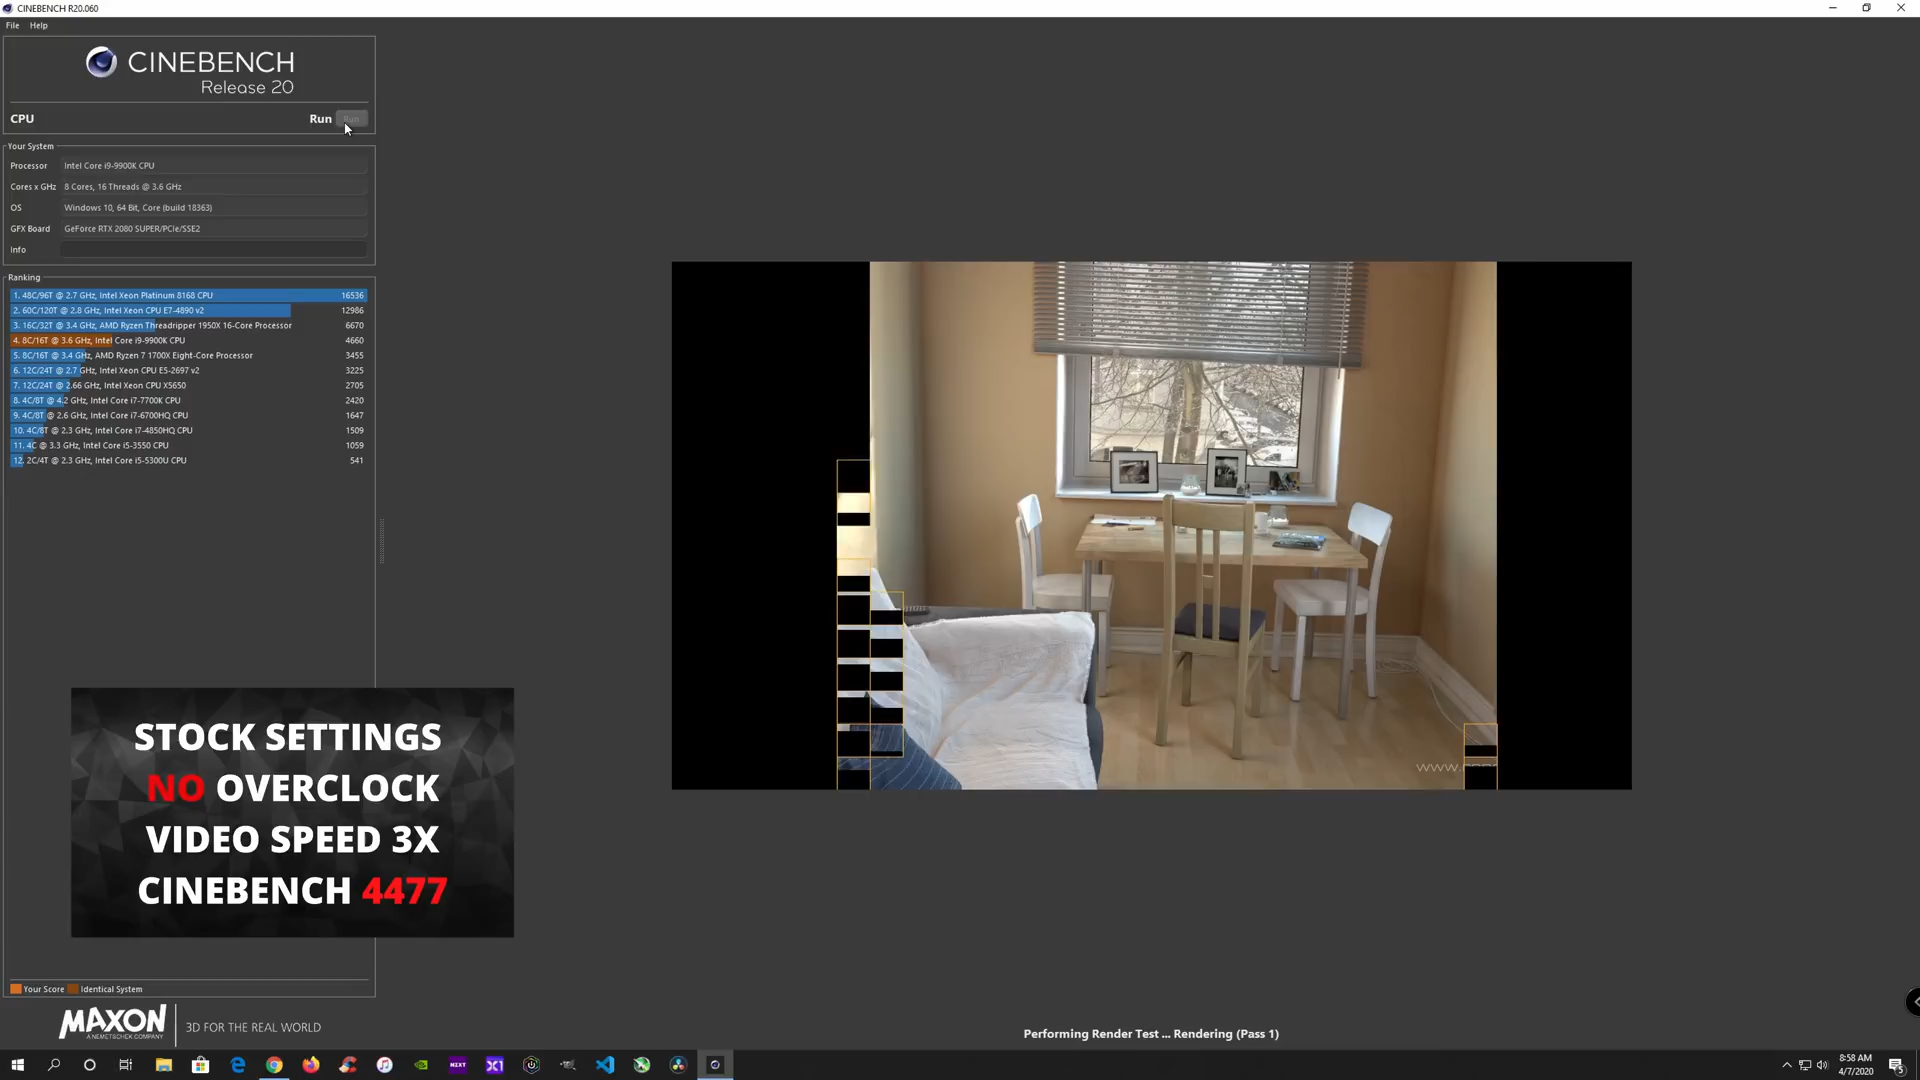 CINEBENCH R20.060
File Help
CINEBENCH
Release 20
CPU Run Run
Your System
Processor Intel Core i9-9900K CPU
Cores x GHz 8 Cores, 16 Threads @ 3.6 GHz
OS Windows 10, 64 Bit, Core (build 18363)
GFX Board GeForce RTX 2080 SUPER/PCIe/SSE2
Info
Ranking
1. 48C/96T @ 2.7 GHz, Intel Xeon Platinum 8168 CPU 16536
2. 60C/120T @ 2.8 GHz, Intel Xeon CPU E7-4890 v2 12986
3. 16C/32T @ 3.4 GHz, AMD Ryzen Threadripper 1950X 16-Core Processor 6670
4. 8C/16T @ 3.6 GHz, Intel Core i9-9900K CPU 4660
5. 8C/16T @ 3.4 GHz, AMD Ryzen 7 1700X Eight-Core Processor 3455
6. 12C/24T @ 2.7 GHz, Intel Xeon CPU E5-2697 v2 3225
7. 12C/24T @ 2.66 GHz, Intel Xeon CPU X5650 2705
8. 4C/8T @ 4.2 GHz, Intel Core i7-7700K CPU 2420
9. 4C/8T @ 2.6 GHz, Intel Core i7-6700HQ CPU 1647
10. 4C/8T @ 2.3 GHz, Intel Core i7-4850HQ CPU 1509
11. 4C @ 3.3 GHz, Intel Core i5-3550 CPU 1059
12. 2C/4T @ 2.3 GHz, Intel Core i5-5300U CPU 541
STOCK SETTINGS
NO OVERCLOCK
VIDEO SPEED 3X
CINEBENCH 4477
www.
Your Score Identical System
MAXON
A NEMETSCHEK COMPANY
3D FOR THE REAL WORLD
Performing Render Test ... Rendering (Pass 1)
NZXT
X1
8:58 AM
4/7/2020
5